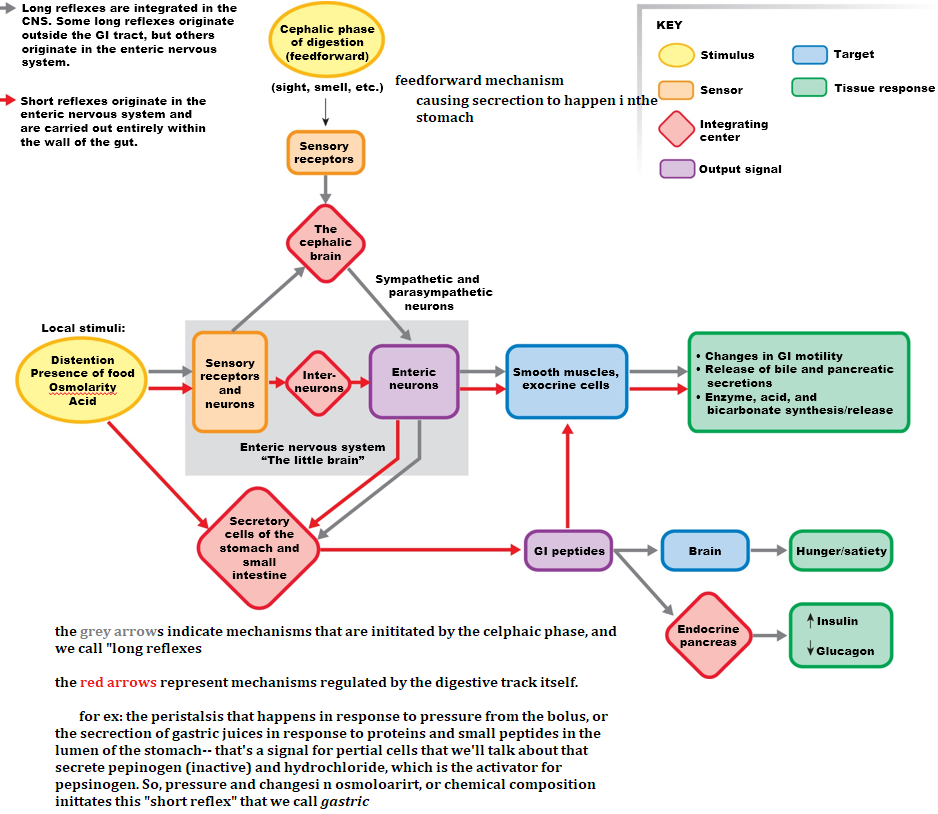 Long reflexes are integrated in the
CNS. Some long reflexes originate
outside the GI tract, but others
originate in the enteric nervous
system.
Short reflexes originate in the
enteric nervous system and
are carried out entirely within
the wall of the gut.
Cephalic phase
of digestion
(feedforward)
(sight, smell, etc.)
feedforward mechanism
causing secrection to happen i nthe
stomach
KEY
Stimulus
Target
Sensor
Tissue response
Integrating
center
Output signal
Sensory
receptors
The
cephalic
brain
Sympathetic and
parasympathetic
neurons
Local stimuli:
Distention
Presence of food
Osmolarity
Acid
Sensory
receptors
and
neurons
Inter-
neurons
Enteric
neurons
Smooth muscles,
exocrine cells
• Changes in GI motility
• Release of bile and pancreatic
secretions
• Enzyme, acid, and
bicarbonate synthesis/release
Enteric nervous system
“The little brain”
Secretory
cells of the
stomach and
small
intestine
GI peptides
Brain
Hunger/satiety
Endocrine
pancreas
↑ Insulin
↓ Glucagon
the grey arrows indicate mechanisms that are inititated by the celphaic phase, and
we call "long reflexes
the red arrows represent mechanisms regulated by the digestive track itself.
for ex: the peristalsis that happens in response to pressure from the bolus, or
the secrection of gastric juices in response to proteins and small peptides in the
lumen of the stomach-- that's a signal for pertial cells that we'll talk about that
secrete pepinogen (inactive) and hydrochloride, which is the activator for
pepsinogen. So, pressure and changesi n osmoloarirt, or chemical composition
inittates this "short reflex" that we call gastric